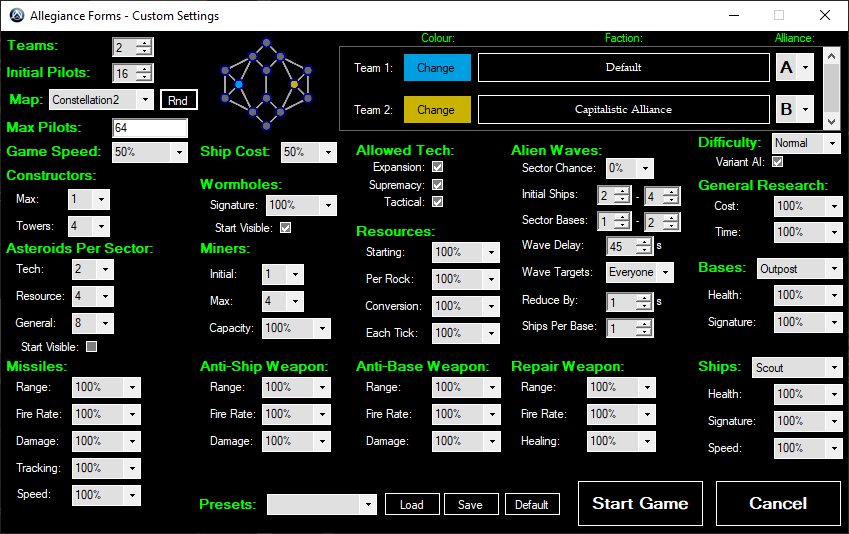 Allegiance Forms - Custom Settings
Teams: 2
Initial Pilots: 16
Map: Constellation2 Rnd
Max Pilots: 64
Game Speed: 50%
Ship Cost: 50%
Colour: Faction: Alliance:
Team 1: Change Default A
Team 2: Change Capitalistic Alliance B
Constructors:
Max: 1
Towers: 4
Asteroids Per Sector:
Tech: 2
Resource: 4
General: 8
Start Visible:
Wormholes:
Signature: 100%
Start Visible:
Miners:
Initial: 1
Max: 4
Capacity: 100%
Allowed Tech:
Expansion:
Supremacy:
Tactical:
Resources:
Starting: 100%
Per Rock: 100%
Conversion: 100%
Each Tick: 100%
Alien Waves:
Sector Chance: 0%
Initial Ships: 2 - 4
Sector Bases: 1 - 2
Wave Delay: 45 s
Wave Targets: Everyone
Reduce By: 1 s
Ships Per Base: 1
Difficulty: Normal
Variant AI:
General Research:
Cost: 100%
Time: 100%
Bases: Outpost
Health: 100%
Signature: 100%
Missiles:
Range: 100%
Fire Rate: 100%
Damage: 100%
Tracking: 100%
Speed: 100%
Anti-Ship Weapon:
Range: 100%
Fire Rate: 100%
Damage: 100%
Anti-Base Weapon:
Range: 100%
Fire Rate: 100%
Damage: 100%
Repair Weapon:
Range: 100%
Fire Rate: 100%
Healing: 100%
Ships: Scout
Health: 100%
Signature: 100%
Speed: 100%
Presets: Load Save Default
Start Game
Cancel